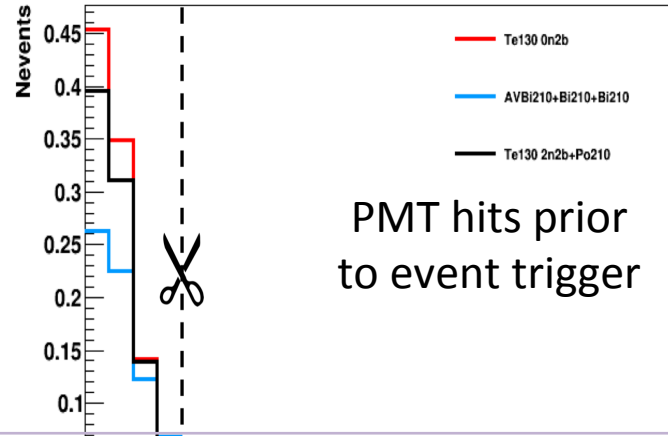 Nevents
0.45
0.4
0.35
0.3
0.25
0.2
0.15
0.1
Te130 0n2b
AVBi210+Bi210+Bi210
Te130 2n2b+Po210
PMT hits prior
to event trigger